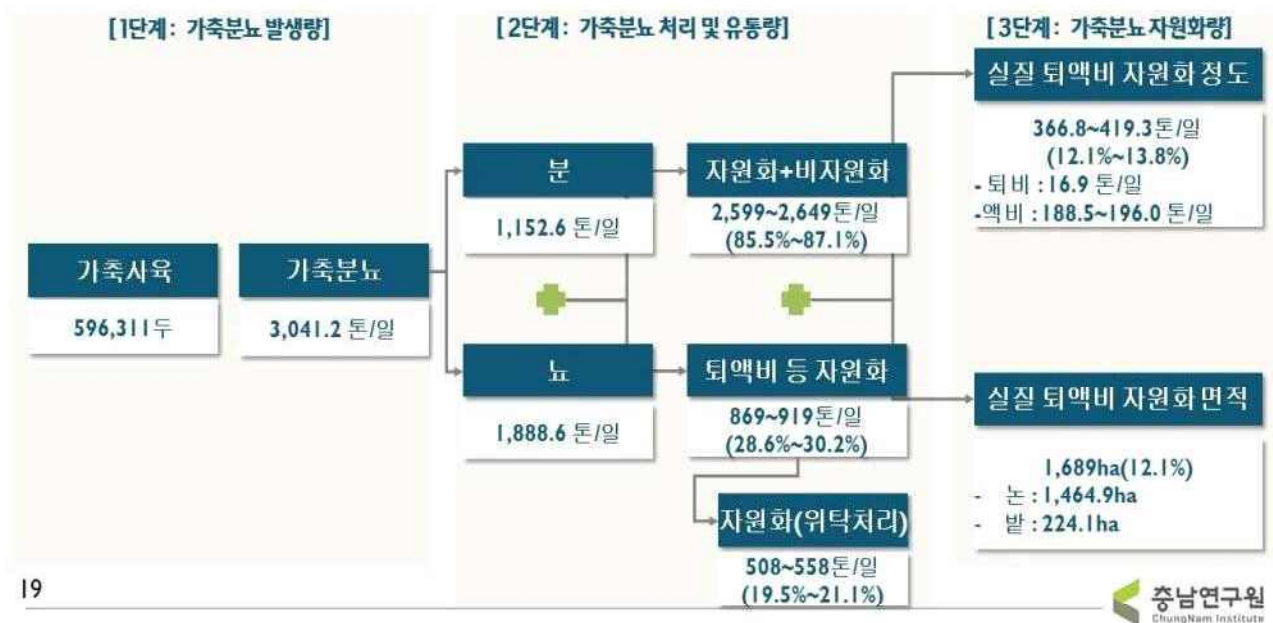 [1단계: 가축분뇨 발생량]
[2단계: 가축분뇨 처리 및 유통량]
[3단계: 가축분뇨 자원화량]
가축사육
596,311두
가축분뇨
3,041.2 톤/일
분
1,152.6 톤/일
뇨
1,888.6 톤/일
자원화+비자원화
2,599~2,649톤/일
(85.5%~87.1%)
퇴액비 등 자원화
869~919톤/일
(28.6%~30.2%)
자원화(위탁처리)
508~558톤/일
(19.5%~21.1%)
실질 퇴액비 자원화 정도
366.8~419.3톤/일
(12.1%~13.8%)
- 퇴비 : 16.9 톤/일
-액비 : 188.5~196.0 톤/일
실질 퇴액비 자원화 면적
1,689ha(12.1%)
- 논 : 1,464.9ha
- 밭 : 224.1ha
19
충남연구원
ChungNam Institute